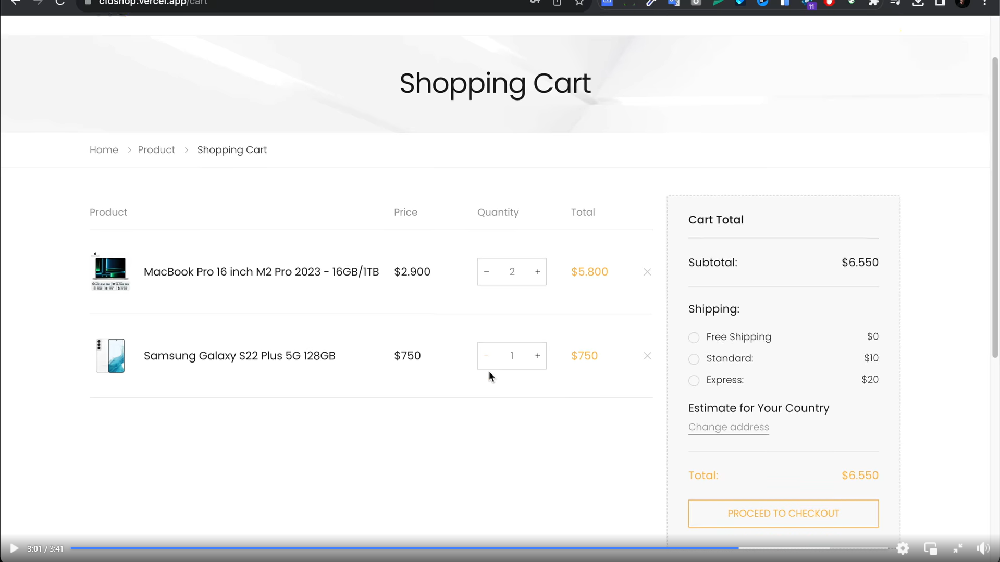 cfdshop.vercel.app/cart
11
Shopping Cart
Home > Product > Shopping Cart
Product Price Quantity Total
MacBook Pro 16 inch M2 Pro 2023 - 16GB/1TB $2.900 − 2 + $5.800
Samsung Galaxy S22 Plus 5G 128GB $750 − 1 + $750
Cart Total
Subtotal: $6.550
Shipping:
Free Shipping $0
Standard: $10
Express: $20
Estimate for Your Country
Change address
Total: $6.550
PROCEED TO CHECKOUT
3:01 / 3:41